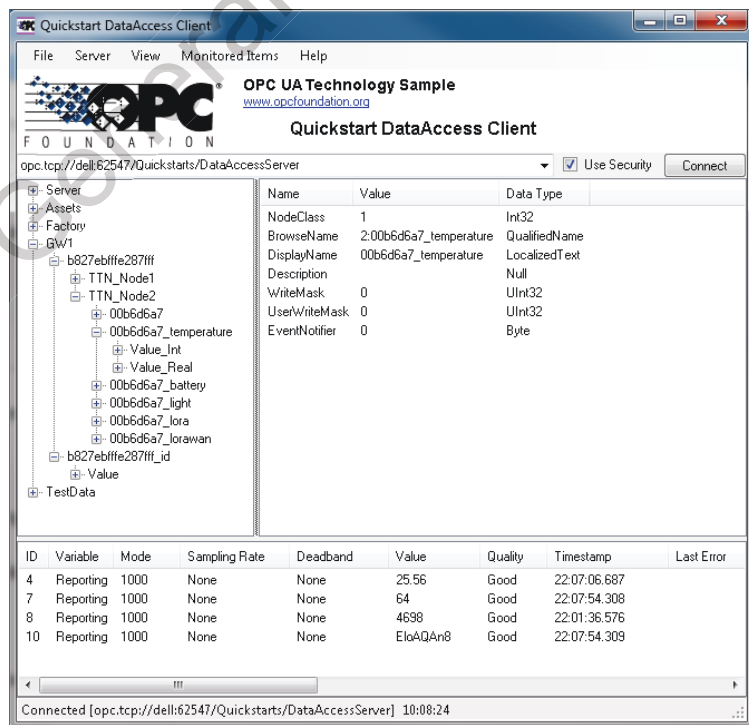 General
Quickstart DataAccess Client
File Server View Monitored Items Help
OPC
FOUNDATION
OPC UA Technology Sample
www.opcfoundation.org
Quickstart DataAccess Client
opc.tcp://dell:62547/Quickstarts/DataAccessServer Use Security Connect
Server
Assets
Factory
GW1
b827ebfffe287fff
TTN_Node1
TTN_Node2
00b6d6a7
00b6d6a7_temperature
Value_Int
Value_Real
00b6d6a7_battery
00b6d6a7_light
00b6d6a7_lora
00b6d6a7_lorawan
b827ebfffe287fff_id
Value
TestData
Name Value Data Type
NodeClass 1 Int32
BrowseName 2:00b6d6a7_temperature QualifiedName
DisplayName 00b6d6a7_temperature LocalizedText
Description Null
WriteMask 0 UInt32
UserWriteMask 0 UInt32
EventNotifier 0 Byte
ID Variable Mode Sampling Rate Deadband Value Quality Timestamp Last Error
4 Reporting 1000 None None 25.56 Good 22:07:06.687
7 Reporting 1000 None None 64 Good 22:07:54.308
8 Reporting 1000 None None 4698 Good 22:01:36.576
10 Reporting 1000 None None EloAQAn8 Good 22:07:54.309
Connected [opc.tcp://dell:62547/Quickstarts/DataAccessServer] 10:08:24